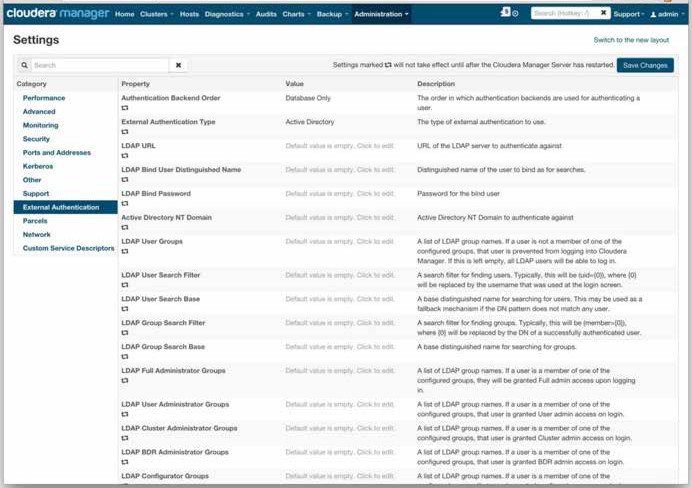 cloudera manager Home Clusters Hosts Diagnostics Audits Charts Backup Administration 5 Search (Hotkey: /) Support admin
Settings Switch to the new layout
Search Settings marked will not take effect until after the Cloudera Manager Server has restarted. Save Changes
Category Property Value Description
Performance
Advanced
Monitoring
Security
Ports and Addresses
Kerberos
Other
Support
External Authentication
Parcels
Network
Custom Service Descriptors
Authentication Backend Order Database Only The order in which authentication backends are used for authenticating a
user.
External Authentication Type Active Directory The type of external authentication to use.
LDAP URL Default value is empty. Click to edit. URL of the LDAP server to authenticate against
LDAP Bind User Distinguished Name Default value is empty. Click to edit. Distinguished name of the user to bind as for searches.
LDAP Bind Password Default value is empty. Click to edit. Password for the bind user
Active Directory NT Domain Default value is empty. Click to edit. Active Directory NT Domain to authenticate against
LDAP User Groups Default value is empty. Click to edit. A list of LDAP group names. If a user is not a member of one of the
configured groups, that user is prevented from logging into Cloudera
Manager. If this is left empty, all LDAP users will be able to log in.
LDAP User Search Filter Default value is empty. Click to edit. A search filter for finding users. Typically, this will be (uid={0}), where {0}
will be replaced by the username that was used at the login screen.
LDAP User Search Base Default value is empty. Click to edit. A base distinguished name for searching for users. This may be used as a
fallback mechanism if the DN pattern does not match any user.
LDAP Group Search Filter Default value is empty. Click to edit. A search filter for finding groups. Typically, this will be (member={0}),
where {0} will be replaced by the DN of a successfully authenticated user.
LDAP Group Search Base Default value is empty. Click to edit. A base distinguished name for searching for groups.
LDAP Full Administrator Groups Default value is empty. Click to edit. A list of LDAP group names. If a user is a member of one of the
configured groups, they will be granted Full admin access upon logging
in.
LDAP User Administrator Groups Default value is empty. Click to edit. A list of LDAP group names. If a user is a member of one of the
configured groups, that user is granted User admin access on login.
LDAP Cluster Administrator Groups Default value is empty. Click to edit. A list of LDAP group names. If a user is a member of one of the
configured groups, that user is granted Cluster admin access on login.
LDAP BDR Administrator Groups Default value is empty. Click to edit. A list of LDAP group names. If a user is a member of one of the
configured groups, that user is granted BDR admin access on login.
LDAP Configurator Groups Default value is empty. Click to edit. A list of LDAP group names. If a user is a member of one of the